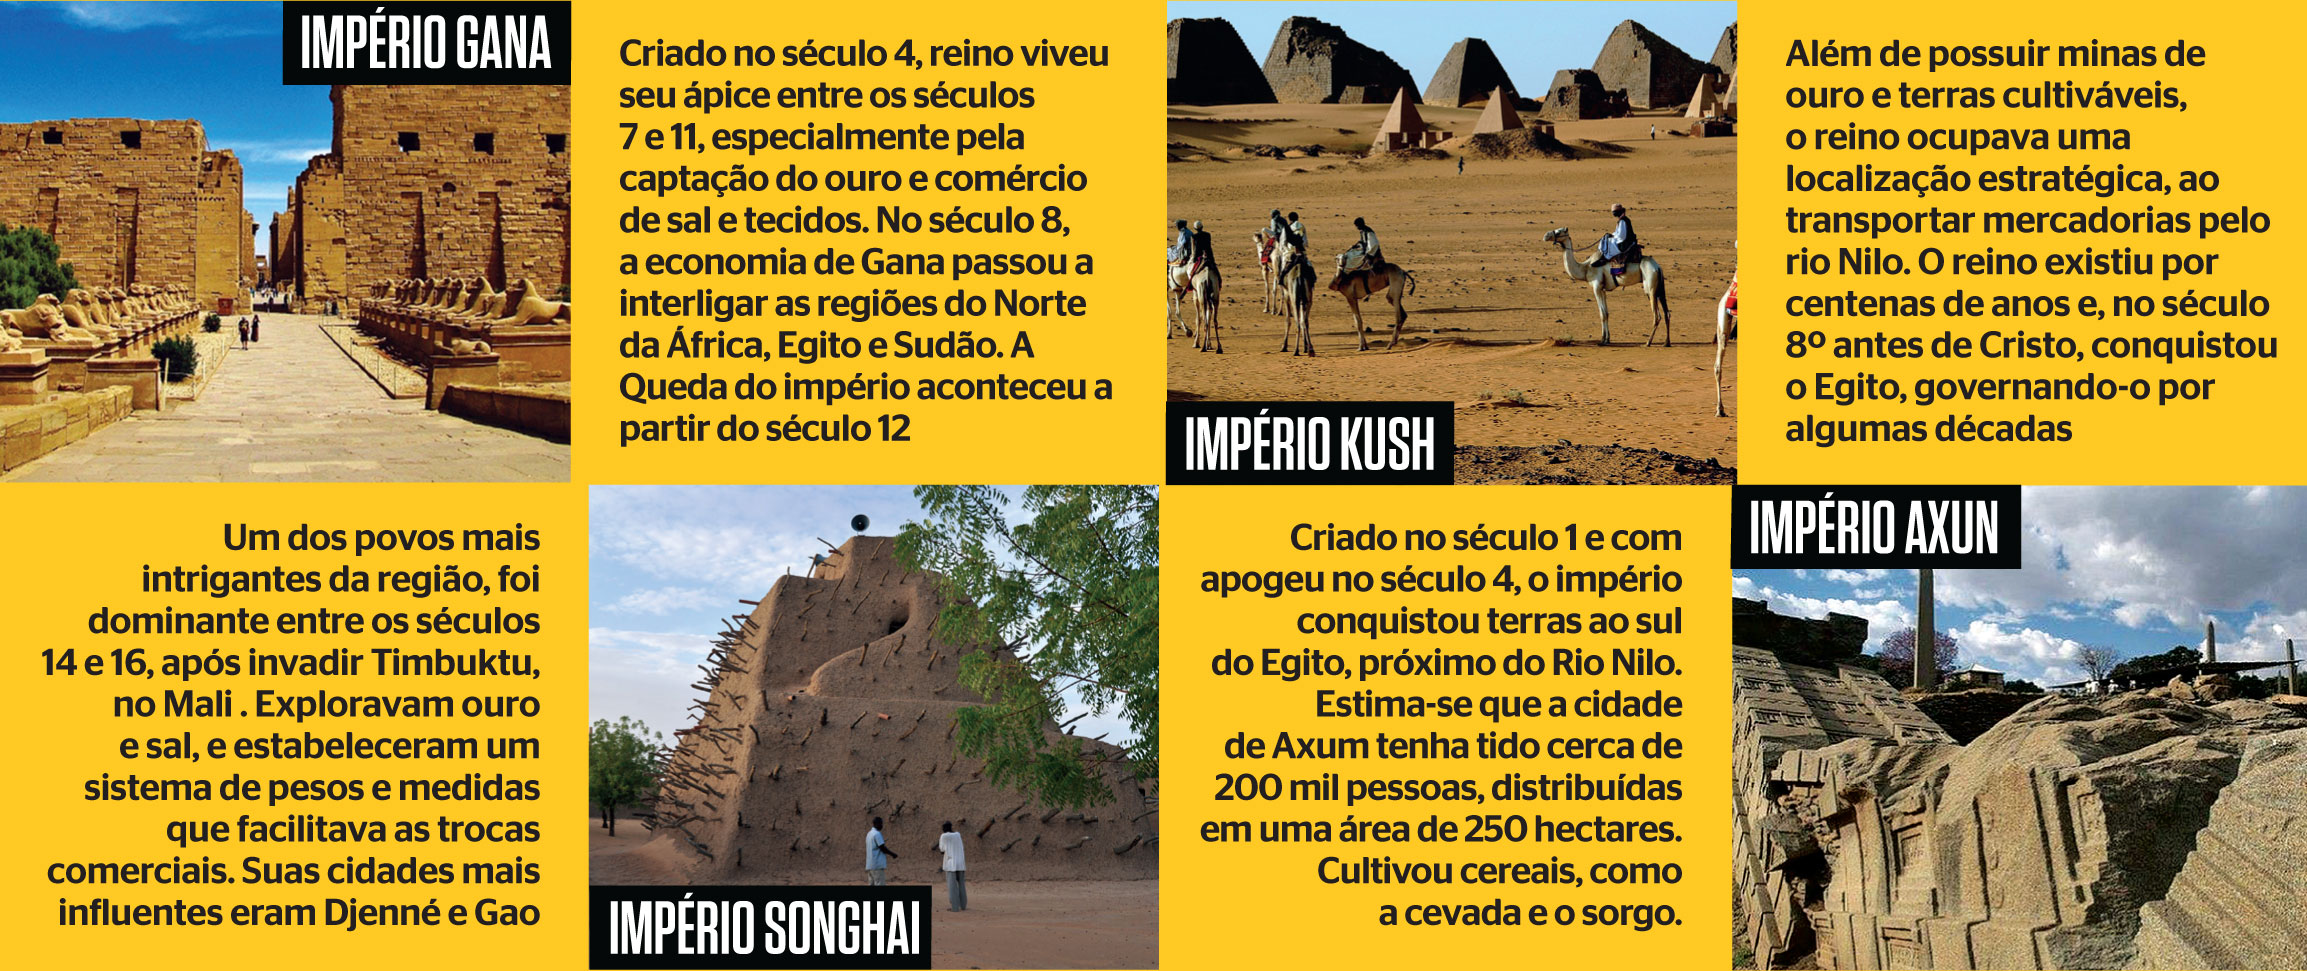 IMPÉRIO GANA
Criado no século 4, reino viveu
seu ápice entre os séculos
7 e 11, especialmente pela
captação do ouro e comércio
de sal e tecidos. No século 8,
a economia de Gana passou a
interligar as regiões do Norte
da África, Egito e Sudão. A
Queda do império aconteceu a
partir do século 12
IMPÉRIO KUSH
Além de possuir minas de
ouro e terras cultiváveis,
o reino ocupava uma
localização estratégica, ao
transportar mercadorias pelo
rio Nilo. O reino existiu por
centenas de anos e, no século
8º antes de Cristo, conquistou
o Egito, governando-o por
algumas décadas
Um dos povos mais
intrigantes da região, foi
dominante entre os séculos
14 e 16, após invadir Timbuktu,
no Mali . Exploravam ouro
e sal, e estabeleceram um
sistema de pesos e medidas
que facilitava as trocas
comerciais. Suas cidades mais
influentes eram Djenné e Gao
IMPÉRIO SONGHAI
Criado no século 1 e com
apogeu no século 4, o império
conquistou terras ao sul
do Egito, próximo do Rio Nilo.
Estima-se que a cidade
de Axum tenha tido cerca de
200 mil pessoas, distribuídas
em uma área de 250 hectares.
Cultivou cereais, como
a cevada e o sorgo.
IMPÉRIO AXUN